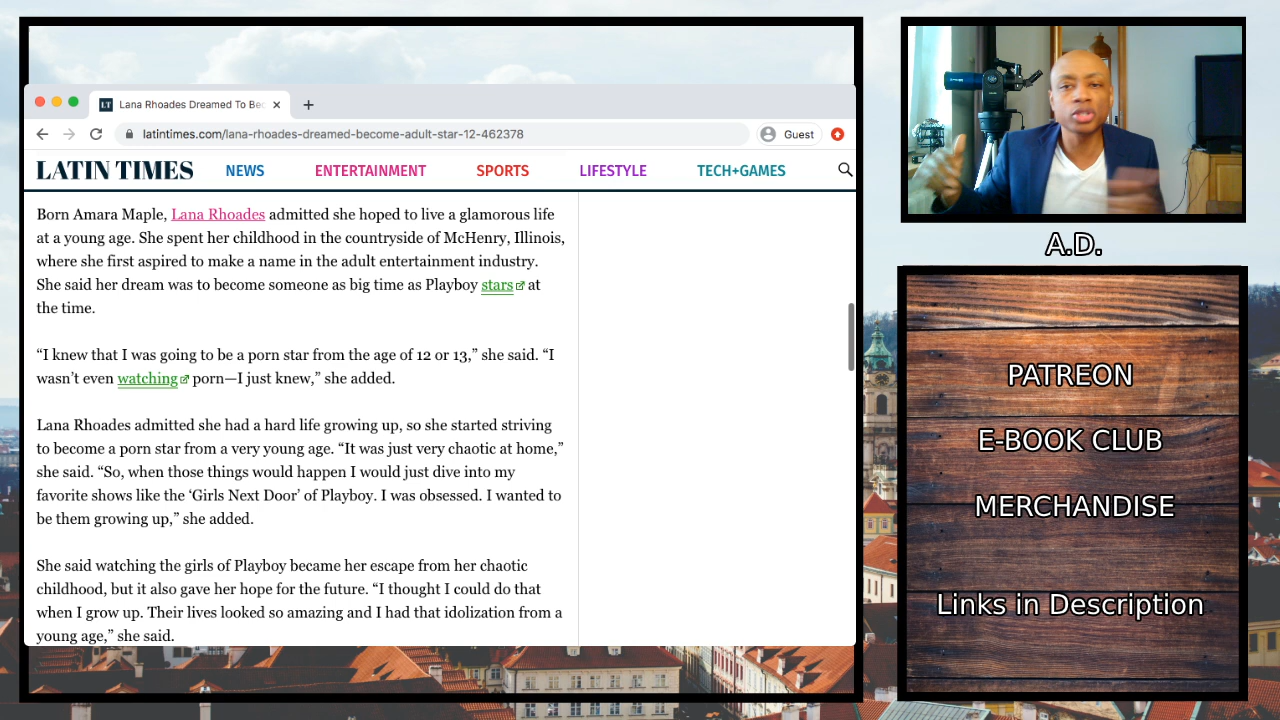 LT Lana Rhoades Dreamed To Bec
latintimes.com/lana-rhoades-dreamed-become-adult-star-12-462378
Guest
LATIN TIMES NEWS ENTERTAINMENT SPORTS LIFESTYLE TECH+GAMES
Born Amara Maple, Lana Rhoades admitted she hoped to live a glamorous life
at a young age. She spent her childhood in the countryside of McHenry, Illinois,
where she first aspired to make a name in the adult entertainment industry.
She said her dream was to become someone as big time as Playboy stars at
the time.
“I knew that I was going to be a porn star from the age of 12 or 13,” she said. “I
wasn’t even watching porn—I just knew,” she added.
Lana Rhoades admitted she had a hard life growing up, so she started striving
to become a porn star from a very young age. “It was just very chaotic at home,”
she said. “So, when those things would happen I would just dive into my
favorite shows like the ‘Girls Next Door’ of Playboy. I was obsessed. I wanted to
be them growing up,” she added.
She said watching the girls of Playboy became her escape from her chaotic
childhood, but it also gave her hope for the future. “I thought I could do that
when I grow up. Their lives looked so amazing and I had that idolization from a
young age,” she said.
A.D.
PATREON
E-BOOK CLUB
MERCHANDISE
Links in Description